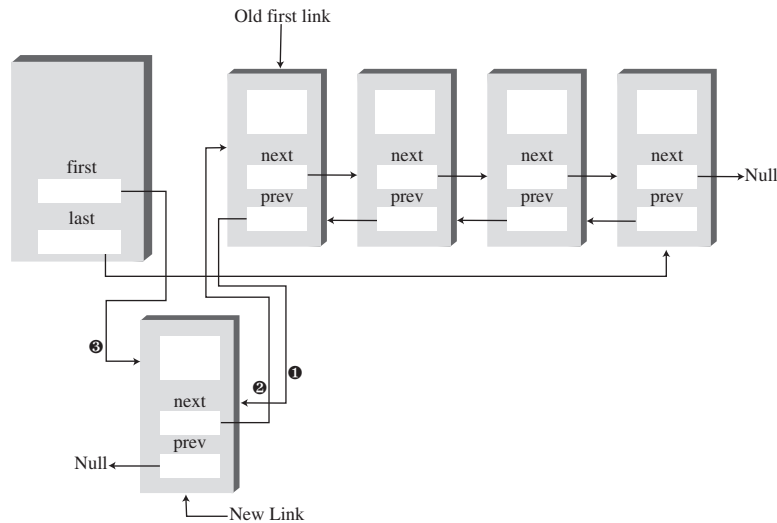 Old first link
first
last
next
prev
next
prev
next
prev
next
prev
Null
❸
❷
❶
next
prev
Null
New Link